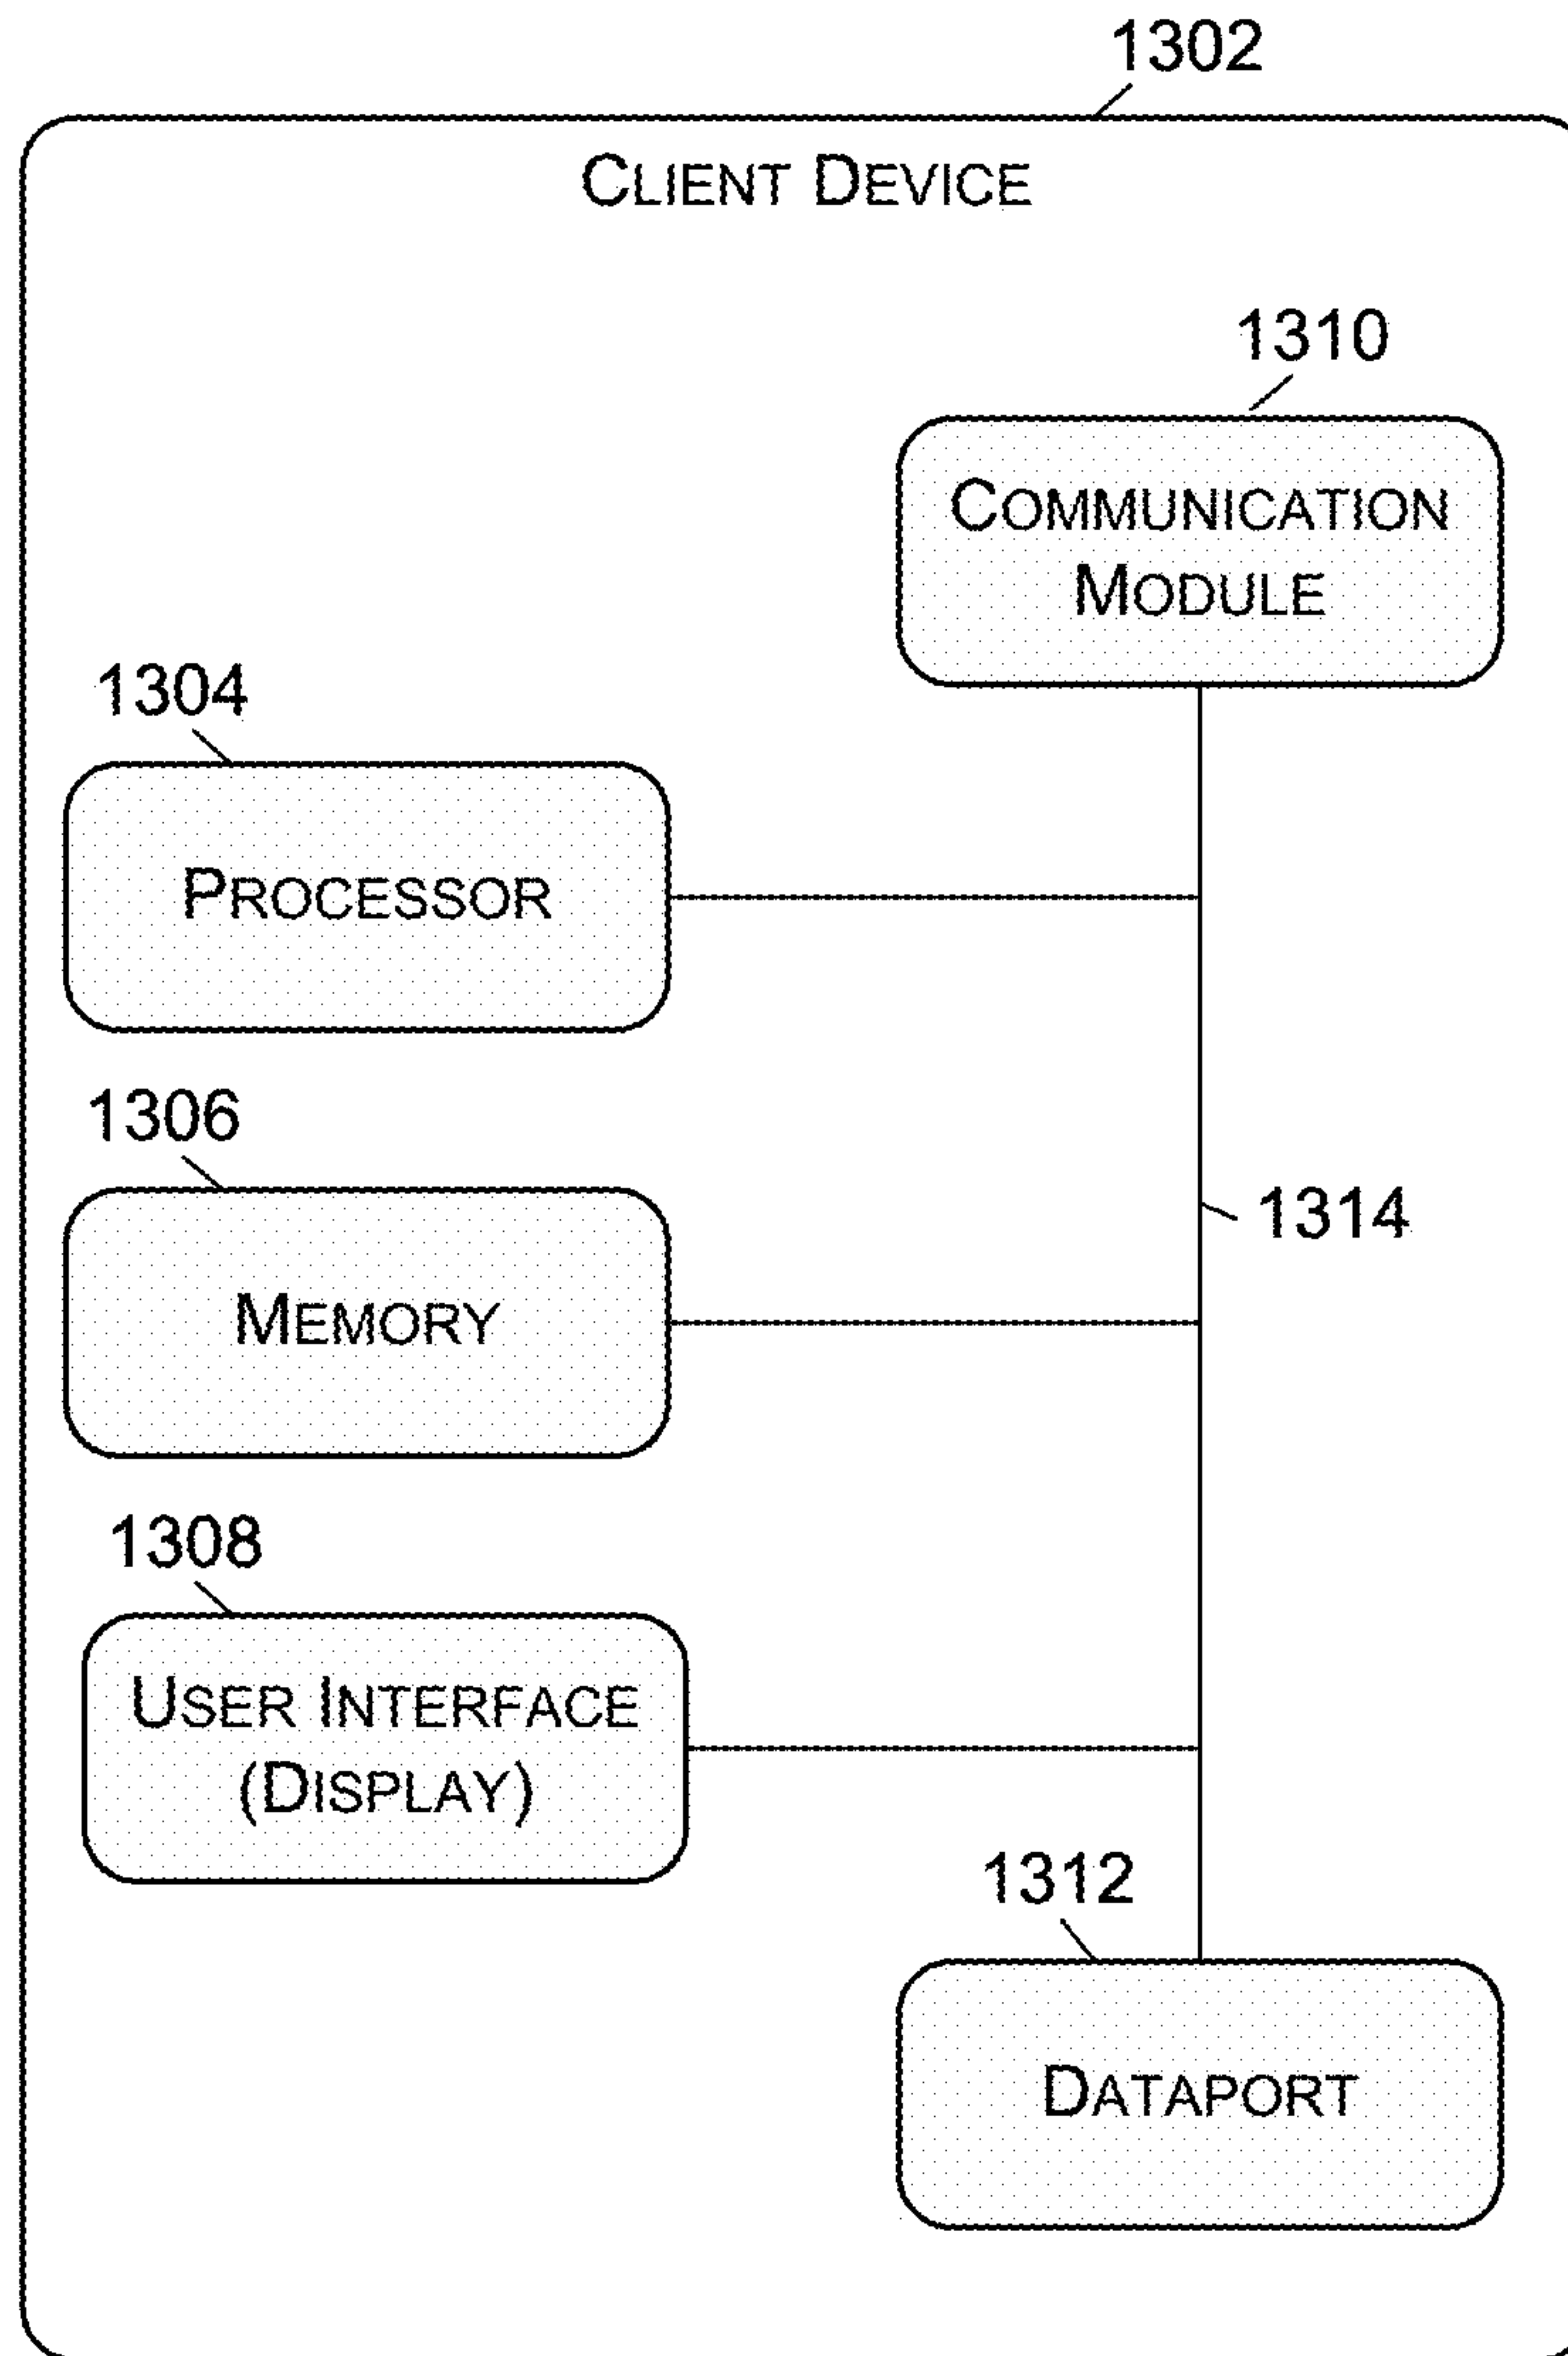 1302
CLIENT DEVICE
1310
COMMUNICATION
MODULE
1304
PROCESSOR
1306
1314
MEMORY
1308
USER INTERFACE
(DISPLAY)
1312
DATAPORT